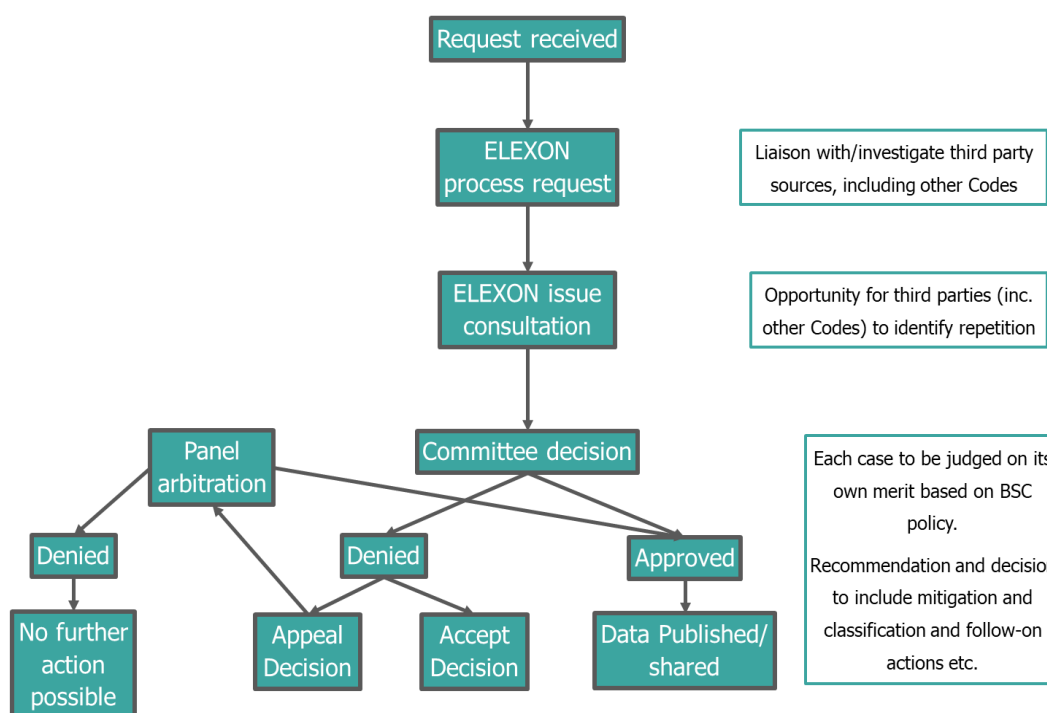 Request received
ELEXON
process request
Liaison with/investigate third party
sources, including other Codes
ELEXON issue
consultation
Opportunity for third parties (inc.
other Codes) to identify repetition
Panel
arbitration
Committee decision
Each case to be judged on its
own merit based on BSC
policy.
Recommendation and decision
to include mitigation and
classification and follow-on
actions etc.
Denied
Denied
Approved
No further
action
possible
Appeal
Decision
Accept
Decision
Data Published/
shared